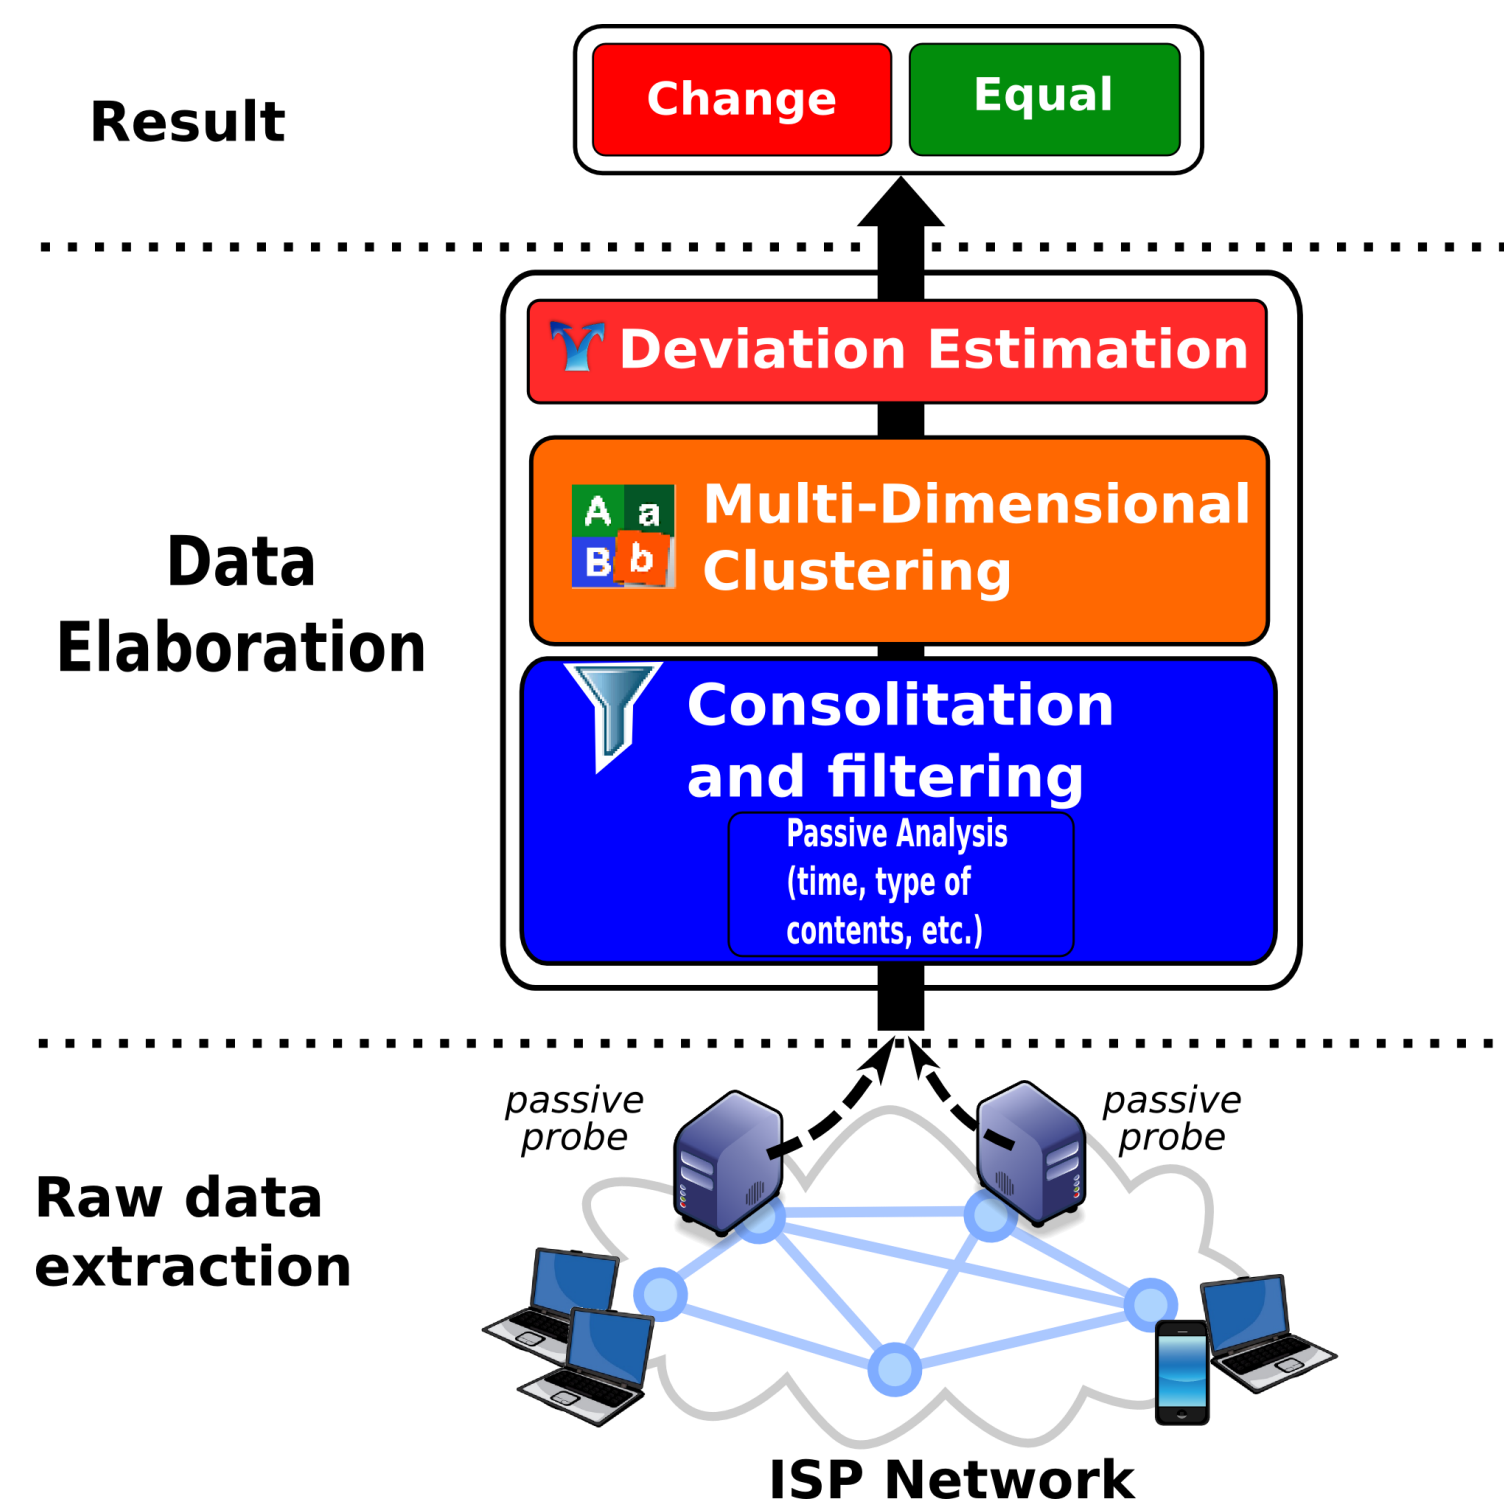 Result
Change
Equal
Data
Elaboration
Deviation Estimation
A a
B b
Multi-Dimensional
Clustering
Consolitation
and filtering
Passive Analysis
(time, type of
contents, etc.)
Raw data
extraction
passive
probe
passive
probe
ISP Network